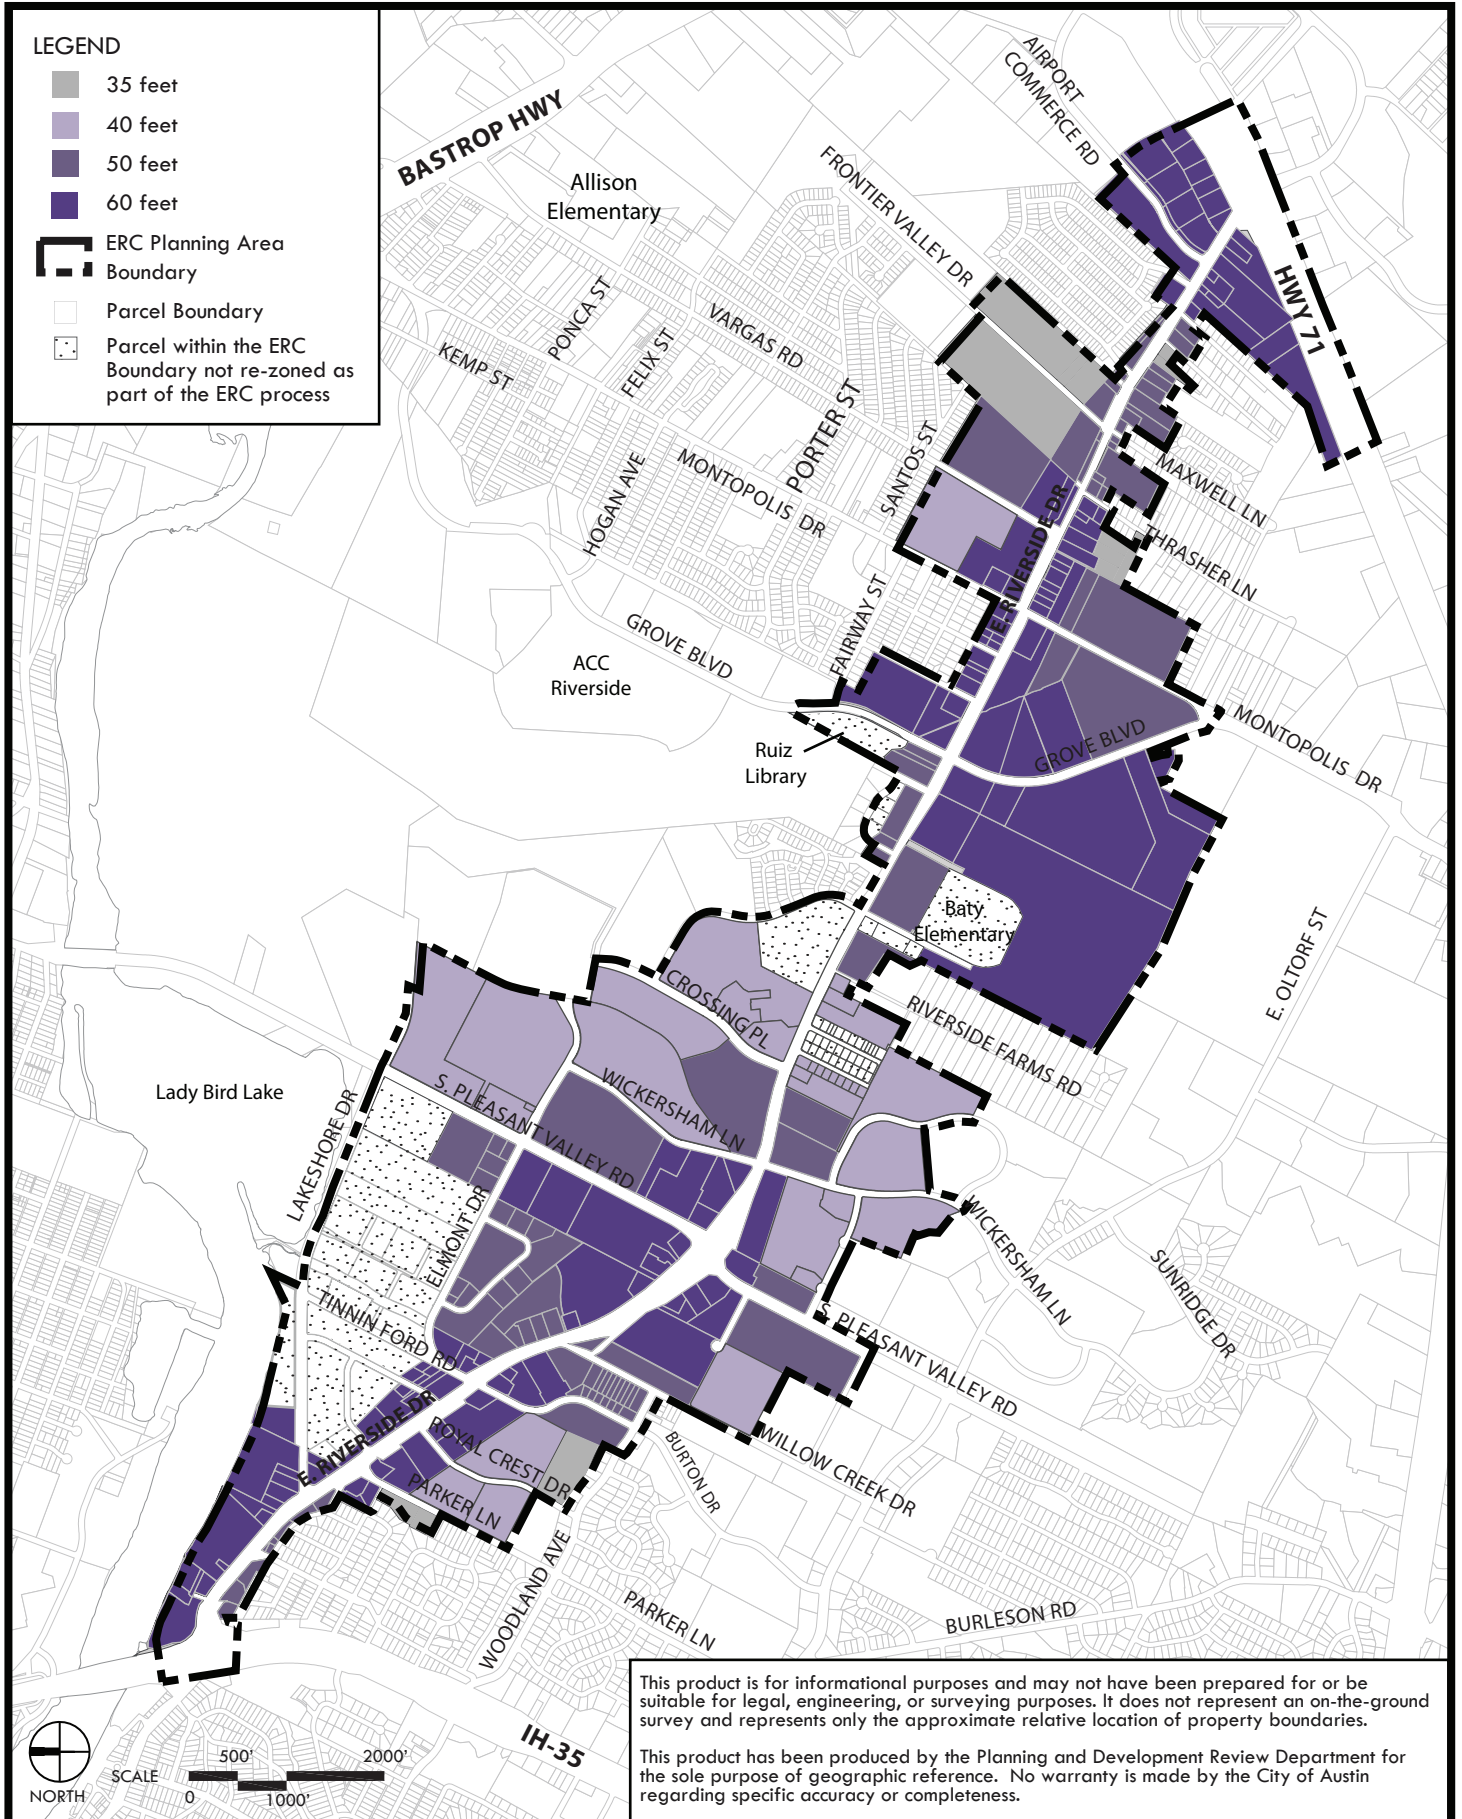 LEGEND
35 feet
40 feet
50 feet
60 feet
ERC Planning Area
Boundary
Parcel Boundary
Parcel within the ERC
Boundary not re-zoned as
part of the ERC process
BASTROP HWY
Allison
Elementary
AIRPORT
COMMERCE RD
FRONTIER VALLEY DR
HWY 71
PONCA ST
VARGAS RD
FELIX ST
KEMP ST
PORTER ST
SANTOS ST
HOGAN AVE
MONTOPOLIS DR
MAXWELL LN
THRASHER LN
E. RIVERSIDE DR
FAIRWAY ST
GROVE BLVD
ACC
Riverside
Ruiz
Library
GROVE BLVD
MONTOPOLIS DR
Baty
Elementary
E. OLTORF ST
CROSSING PL
RIVERSIDE FARMS RD
Lady Bird Lake
LAKESHORE DR
S. PLEASANT VALLEY RD
WICKERSHAM LN
ELMONT DR
WICKERSHAM LN
SUNRIDGE DR
TINNIN FORD RD
S. PLEASANT VALLEY RD
E. RIVERSIDE DR
ROYAL CREST DR
PARKER LN
BURTON DR
WILLOW CREEK DR
WOODLAND AVE
PARKER LN
BURLESON RD
IH-35
NORTH
SCALE
500'
2000'
0
1000'
This product is for informational purposes and may not have been prepared for or be
suitable for legal, engineering, or surveying purposes. It does not represent an on-the-ground
survey and represents only the approximate relative location of property boundaries.
This product has been produced by the Planning and Development Review Department for
the sole purpose of geographic reference.  No warranty is made by the City of Austin
regarding specific accuracy or completeness.